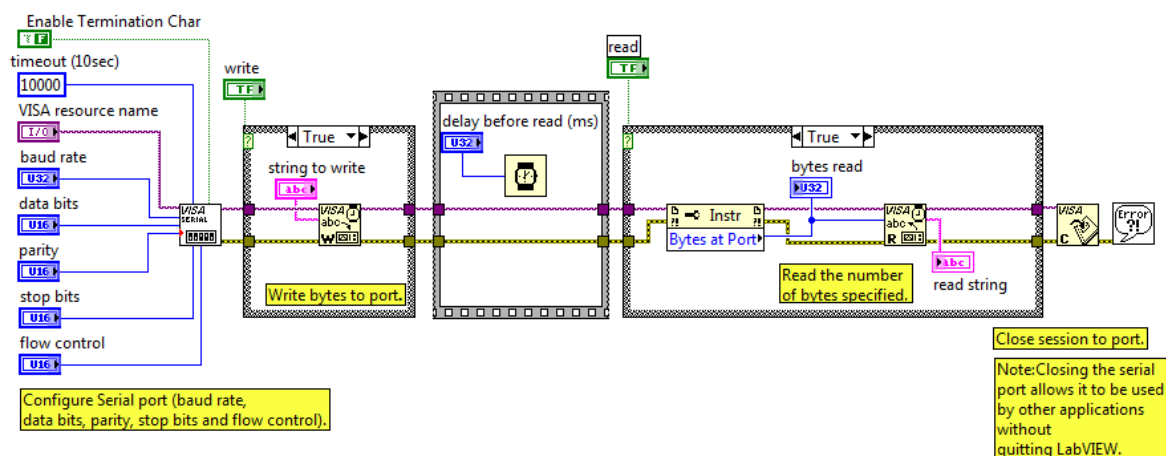 Enable Termination Char
TF
timeout (10sec)
10000
VISA resource name
I/O
baud rate
U32
data bits
U16
parity
U16
stop bits
U16
flow control
U16
Configure Serial port (baud rate,
data bits, parity, stop bits and flow control).
VISA
SERIAL
write
TF
?
True
string to write
abc
VISA
abc
W
Write bytes to port.
delay before read (ms)
U32
read
TF
?
True
bytes read
U32
?!
Instr
?!
Bytes at Port
VISA
abc
R
abc
read string
Read the number
of bytes specified.
VISA
C
Error
?!
Close session to port.
Note:Closing the serial
port allows it to be used
by other applications
without
quitting LabVIEW.